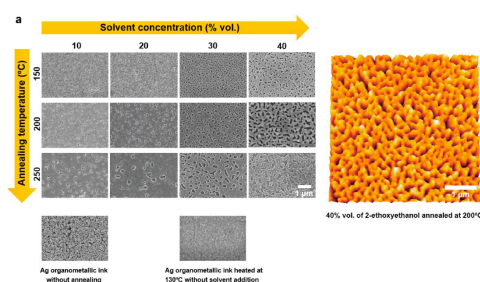 a
Solvent concentration (% vol.)
10 20 30 40
Annealing temperature (ºC)
150
200
250
1 µm
1 µm
40% vol. of 2-ethoxyethanol annealed at 200ºC
Ag organometallic ink
without annealing
Ag organometallic ink heated at
130ºC without solvent addition